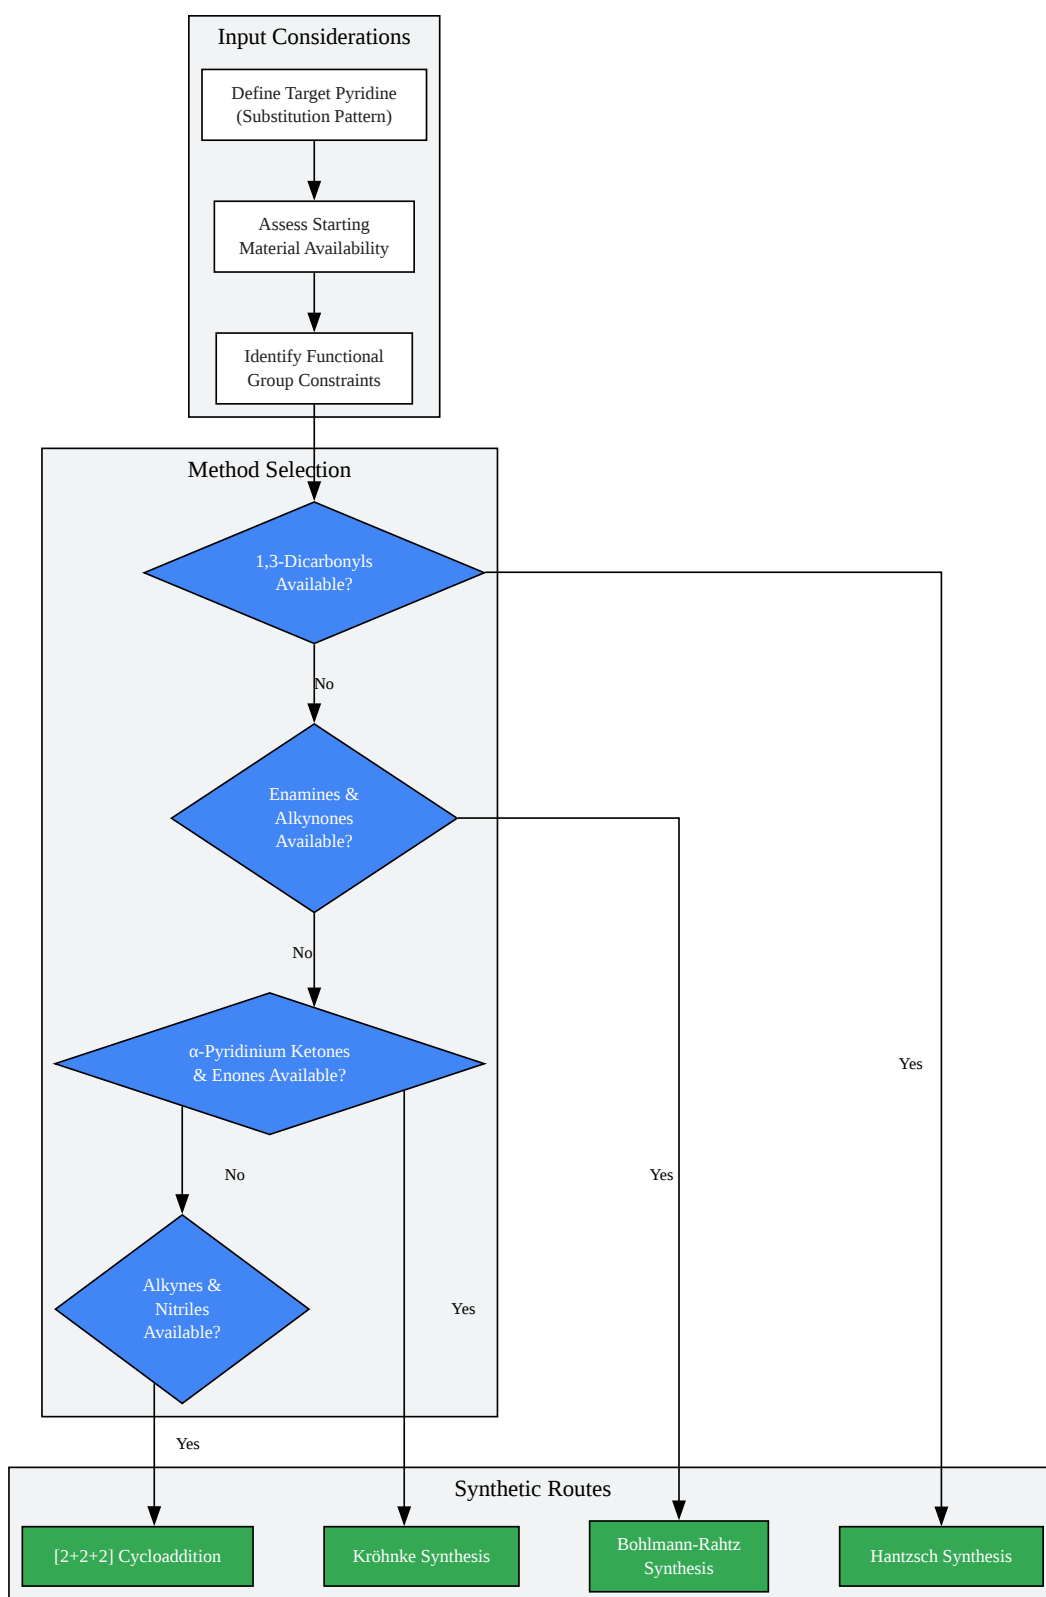 Input Considerations
Define Target Pyridine
(Substitution Pattern)
Assess Starting
Material Availability
Identify Functional
Group Constraints
Method Selection
1,3-Dicarbonyls
Available?
No
Enamines &
Alkynones
Available?
No
α-Pyridinium Ketones
& Enones Available?
Yes
No
Yes
Alkynes &
Nitriles
Available?
Yes
Yes
Synthetic Routes
[2+2+2] Cycloaddition
Kröhnke Synthesis
Bohlmann-Rahtz
Synthesis
Hantzsch Synthesis